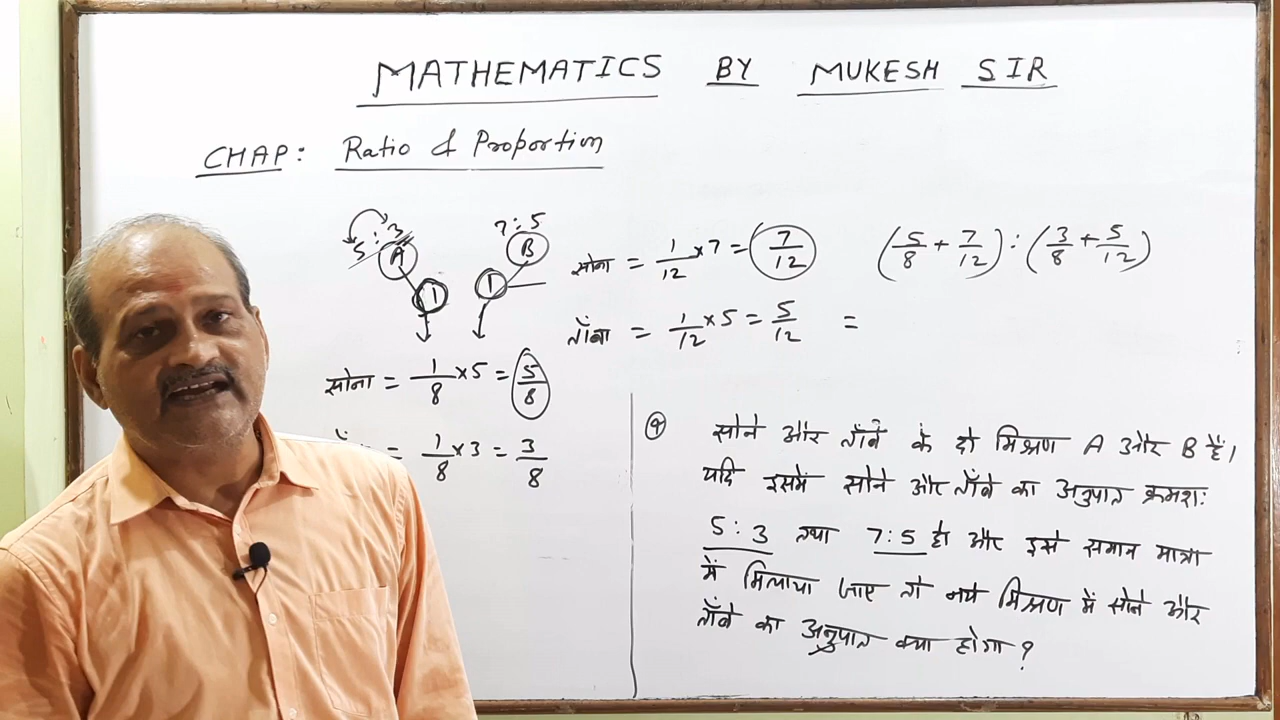 MATHEMATICS BY MUKESH SIR
CHAP: Ratio & Proportion
5:3
A
1
7:5
B
1
सोना = 1/8 × 5 = 5/8
= 1/8 × 3 = 3/8
सोना = 1/12 × 7 = 7/12
ताँबा = 1/12 × 5 = 5/12
(5/8 + 7/12) : (3/8 + 5/12)
=
Q सोने और ताँबे के दो मिश्रण A और B हैं।
यदि इसमें सोने और ताँबे का अनुपात क्रमशः
5:3 तथा 7:5 हो और इसे समान मात्रा
में मिलाया जाए तो नये मिश्रण में सोने और
ताँबे का अनुपात क्या होगा?